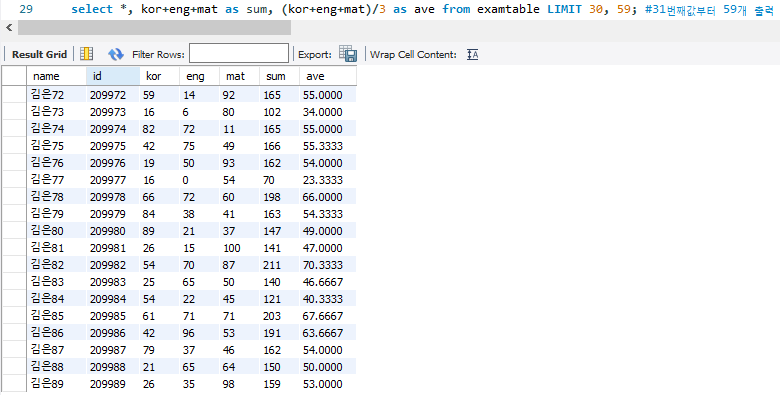 29 select *, kor+eng+mat as sum, (kor+eng+mat)/3 as ave from examtable LIMIT 30, 59; #31번째값부터 59개 출력
Result Grid Filter Rows: Export: Wrap Cell Content:
name id kor eng mat sum ave
김은72 209972 59 14 92 165 55.0000
김은73 209973 16 6 80 102 34.0000
김은74 209974 82 72 11 165 55.0000
김은75 209975 42 75 49 166 55.3333
김은76 209976 19 50 93 162 54.0000
김은77 209977 16 0 54 70 23.3333
김은78 209978 66 72 60 198 66.0000
김은79 209979 84 38 41 163 54.3333
김은80 209980 89 21 37 147 49.0000
김은81 209981 26 15 100 141 47.0000
김은82 209982 54 70 87 211 70.3333
김은83 209983 25 65 50 140 46.6667
김은84 209984 54 22 45 121 40.3333
김은85 209985 61 71 71 203 67.6667
김은86 209986 42 96 53 191 63.6667
김은87 209987 79 37 46 162 54.0000
김은88 209988 21 65 64 150 50.0000
김은89 209989 26 35 98 159 53.0000